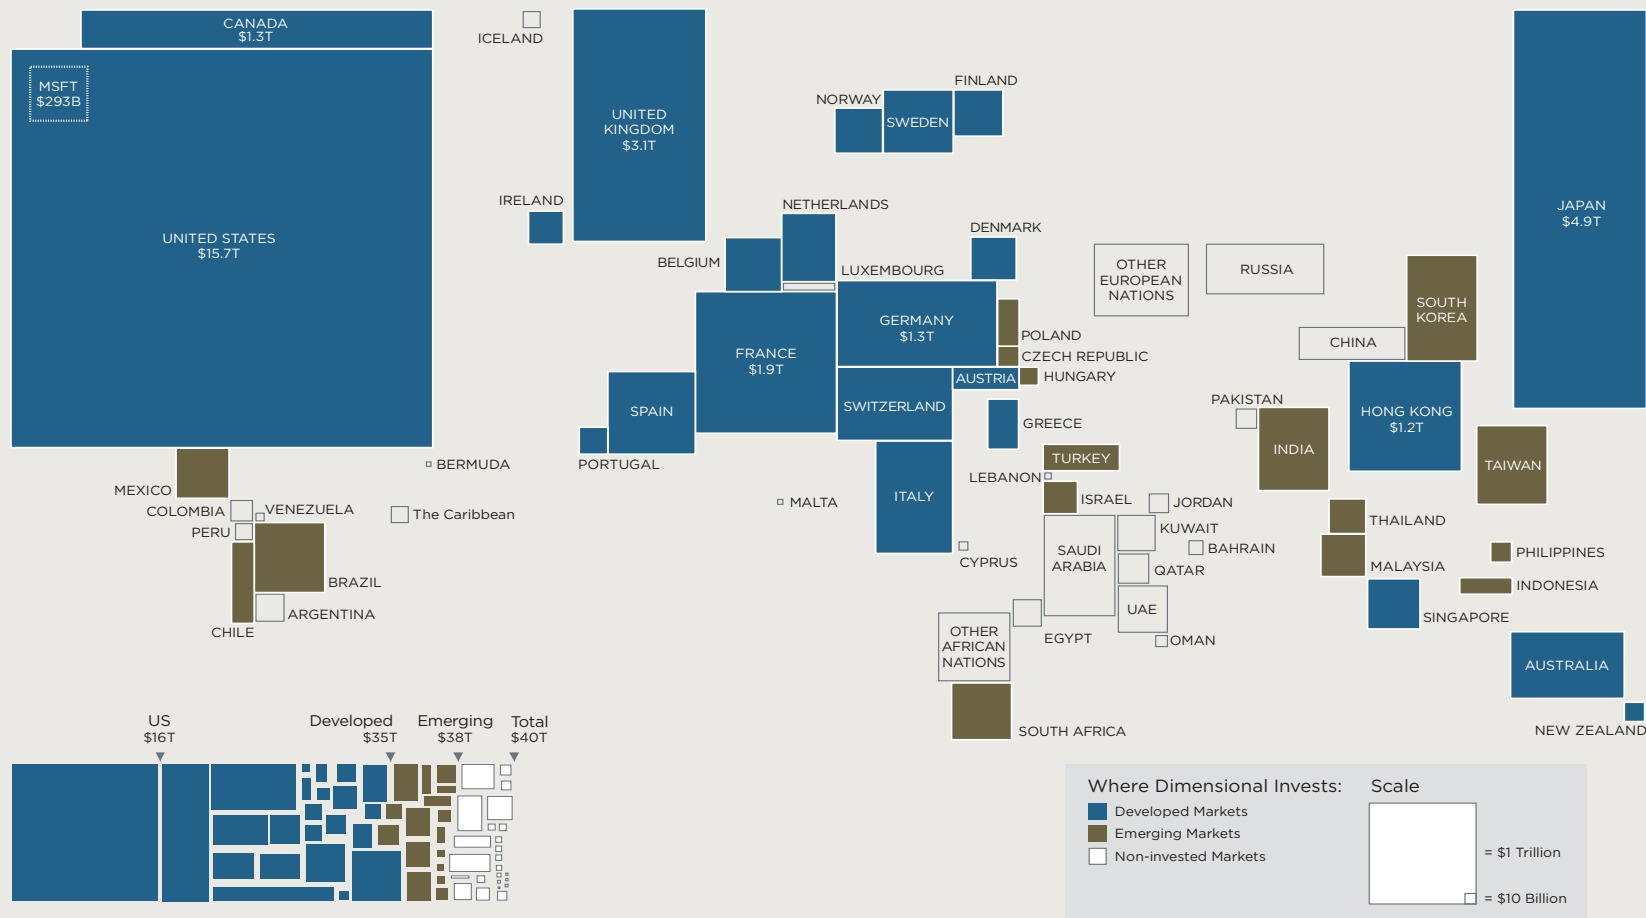 CANADA
$1.3T
MSFT
$293B
UNITED STATES
$15.7T
ICELAND
UNITED
KINGDOM
$3.1T
IRELAND
NORWAY
SWEDEN
FINLAND
NETHERLANDS
BELGIUM
LUXEMBOURG
DENMARK
GERMANY
$1.3T
FRANCE
$1.9T
POLAND
CZECH REPUBLIC
AUSTRIA
HUNGARY
SWITZERLAND
SPAIN
PORTUGAL
ITALY
GREECE
MALTA
CYPRUS
TURKEY
LEBANON
ISRAEL
JORDAN
KUWAIT
BAHRAIN
SAUDI
ARABIA
QATAR
UAE
OMAN
EGYPT
OTHER
AFRICAN
NATIONS
SOUTH AFRICA
OTHER
EUROPEAN
NATIONS
RUSSIA
CHINA
SOUTH
KOREA
JAPAN
$4.9T
HONG KONG
$1.2T
PAKISTAN
INDIA
TAIWAN
THAILAND
MALAYSIA
PHILIPPINES
INDONESIA
SINGAPORE
AUSTRALIA
NEW ZEALAND
MEXICO
BERMUDA
COLOMBIA
VENEZUELA
The Caribbean
PERU
BRAZIL
ARGENTINA
CHILE
US
$16T
Developed
$35T
Emerging
$38T
Total
$40T
Where Dimensional Invests:
Developed Markets
Emerging Markets
Non-invested Markets
Scale
= $1 Trillion
= $10 Billion